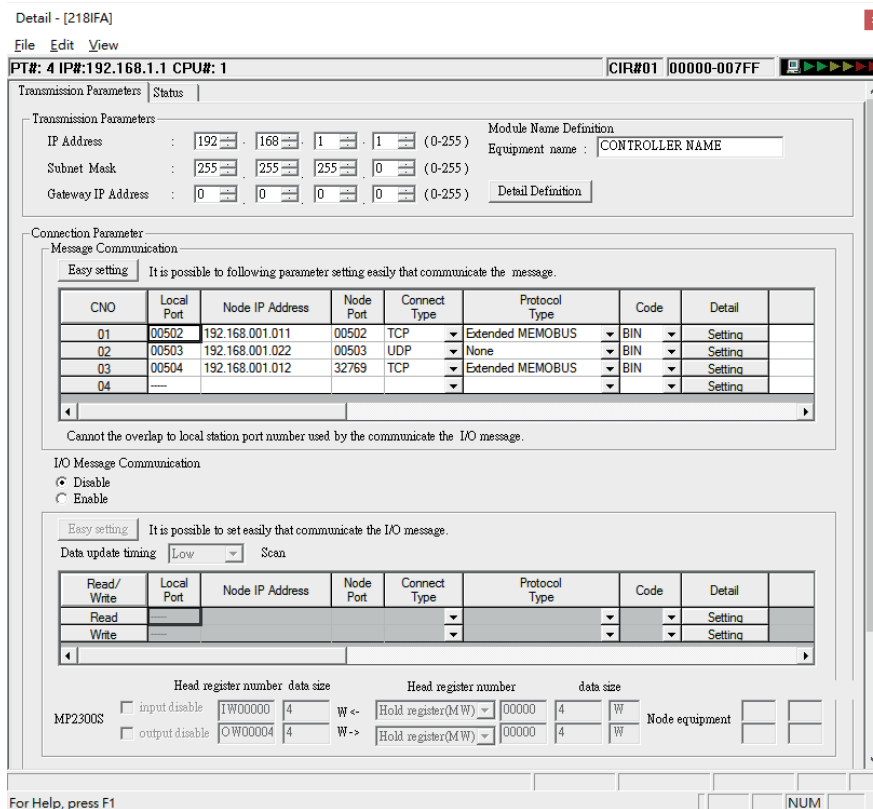 Detail - [218IFA]
File Edit View
PT#: 4 IP#:192.168.1.1 CPU#: 1 CIR#01 00000-007FF
Transmission Parameters Status
Transmission Parameters
IP Address : 192 . 168 . 1 . 1 (0-255)
Module Name Definition
Equipment name : CONTROLLER NAME
Subnet Mask : 255 . 255 . 255 . 0 (0-255)
Gateway IP Address : 0 . 0 . 0 . 0 (0-255) Detail Definition
Connection Parameter
Message Communication
Easy setting It is possible to following parameter setting easily that communicate the message.
CNO Local Port Node IP Address Node Port Connect Type Protocol Type Code Detail
01 00502 192.168.001.011 00502 TCP Extended MEMOBUS BIN Setting
02 00503 192.168.001.022 00503 UDP None BIN Setting
03 00504 192.168.001.012 32769 TCP Extended MEMOBUS BIN Setting
04 ----- Setting
Cannot the overlap to local station port number used by the communicate the I/O message.
I/O Message Communication
Disable
Enable
Easy setting It is possible to set easily that communicate the I/O message.
Data update timing Low Scan
Read/Write Local Port Node IP Address Node Port Connect Type Protocol Type Code Detail
Read ----- Setting
Write ----- Setting
Head register number data size Head register number data size
MP2300S
input disable IW00000 4 W <- Hold register(MW) 00000 4 W
output disable OW00004 4 W -> Hold register(MW) 00000 4 W
Node equipment
For Help, press F1 NUM